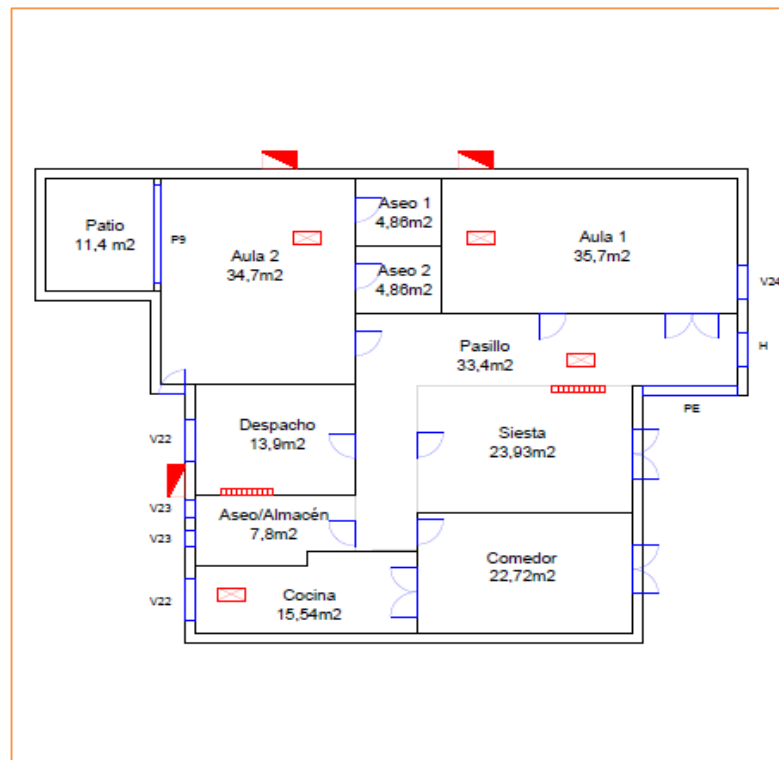 Aseo 1
4,86m2
Patio
11,4 m2
P9
Aula 2
34,7m2
Aula 1
35,7m2
Aseo 2
4,86m2
V24
Pasillo
33,4m2
H
PE
Despacho
13,9m2
Siesta
23,93m2
V22
V23
Aseo/Almacén
7,8m2
V23
Comedor
22,72m2
V22
Cocina
15,54m2